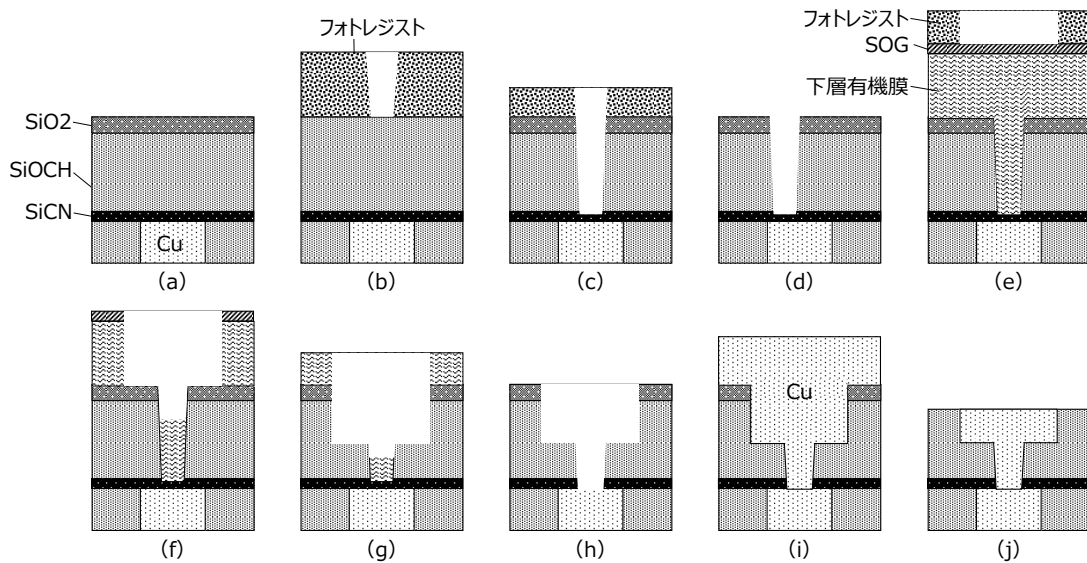 フォトレジスト
フォトレジスト
SOG
下層有機膜
SiO2
SiOCH
SiCN
Cu
(a)
(b)
(c)
(d)
(e)
Cu
(f)
(g)
(h)
(i)
(j)